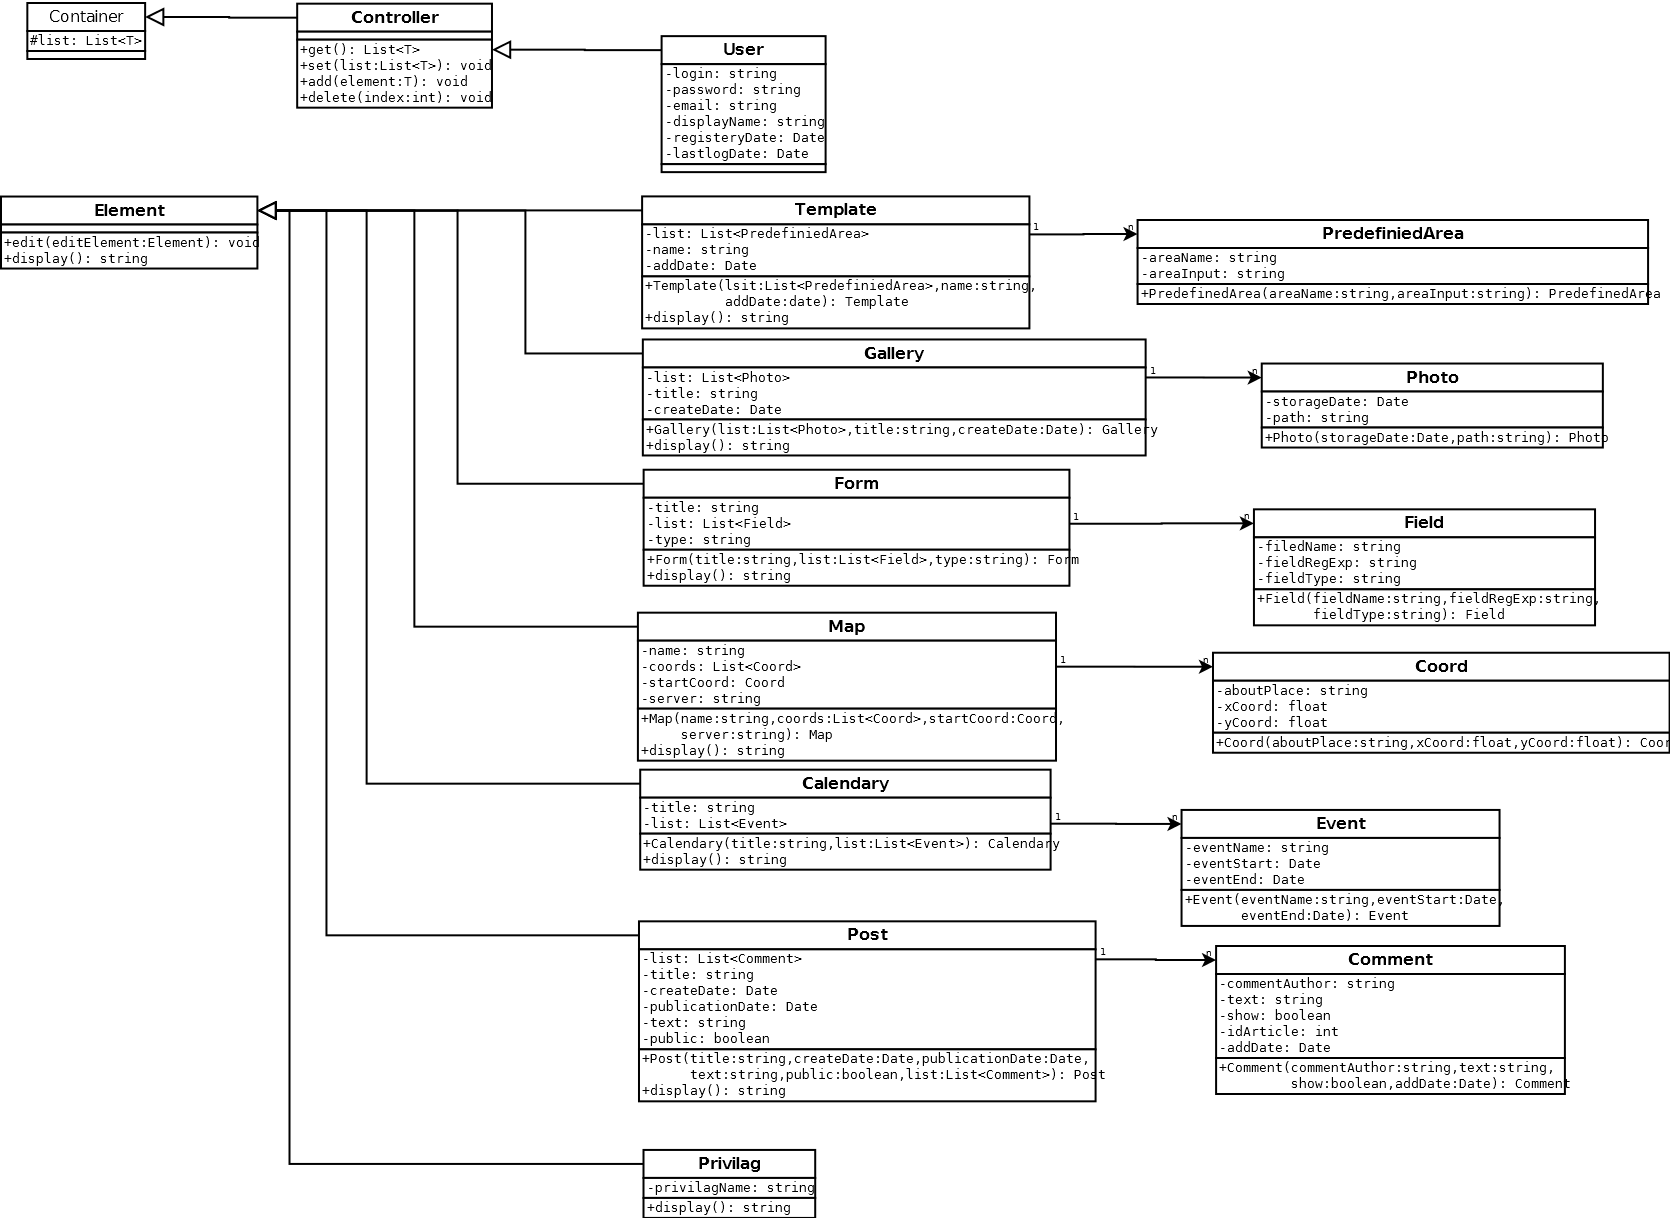 Container
#list: List<T>
Controller
+get(): List<T>
+set(list:List<T>): void
+add(element:T): void
+delete(index:int): void
User
-login: string
-password: string
-email: string
-displayName: string
-registeryDate: Date
-lastlogDate: Date
Element
+edit(editElement:Element): void
+display(): string
Template
-list: List<PredefiniedArea>
-name: string
-addDate: Date
+Template(lsit:List<PredefiniedArea>,name:string,
addDate:date): Template
+display(): string
1
n
PredefiniedArea
-areaName: string
-areaInput: string
+PredefinedArea(areaName:string,areaInput:string): PredefinedArea
Gallery
-list: List<Photo>
-title: string
-createDate: Date
+Gallery(list:List<Photo>,title:string,createDate:Date): Gallery
+display(): string
1
n
Photo
-storageDate: Date
-path: string
+Photo(storageDate:Date,path:string): Photo
Form
-title: string
-list: List<Field>
-type: string
+Form(title:string,list:List<Field>,type:string): Form
+display(): string
1
n
Field
-filedName: string
-fieldRegExp: string
-fieldType: string
+Field(fieldName:string,fieldRegExp:string,
fieldType:string): Field
Map
-name: string
-coords: List<Coord>
-startCoord: Coord
-server: string
+Map(name:string,coords:List<Coord>,startCoord:Coord,
server:string): Map
+display(): string
1
n
Coord
-aboutPlace: string
-xCoord: float
-yCoord: float
+Coord(aboutPlace:string,xCoord:float,yCoord:float): Coor
Calendary
-title: string
-list: List<Event>
+Calendary(title:string,list:List<Event>): Calendary
+display(): string
1
n
Event
-eventName: string
-eventStart: Date
-eventEnd: Date
+Event(eventName:string,eventStart:Date,
eventEnd:Date): Event
Post
-list: List<Comment>
-title: string
-createDate: Date
-publicationDate: Date
-text: string
-public: boolean
+Post(title:string,createDate:Date,publicationDate:Date,
text:string,public:boolean,list:List<Comment>): Post
+display(): string
1
n
Comment
-commentAuthor: string
-text: string
-show: boolean
-idArticle: int
-addDate: Date
+Comment(commentAuthor:string,text:string,
show:boolean,addDate:Date): Comment
Privilag
-privilagName: string
+display(): string